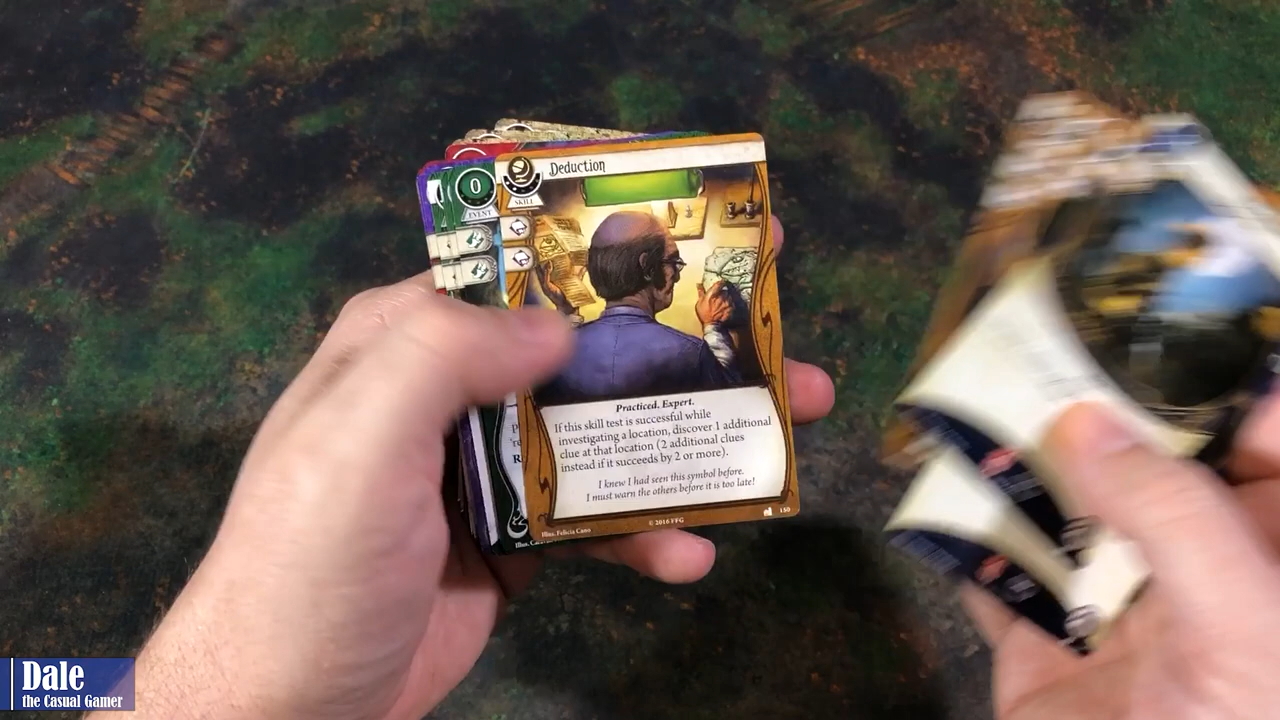 Deduction
0
EVENT
SKILL
Practiced. Expert.
If this skill test is successful while
investigating a location, discover 1 additional
clue at that location (2 additional clues
instead if it succeeds by 2 or more).
I knew I had seen this symbol before.
I must warn the others before it is too late!
Illus. Felicia Cano
© 2016 FFG
150
Dale
the Casual Gamer